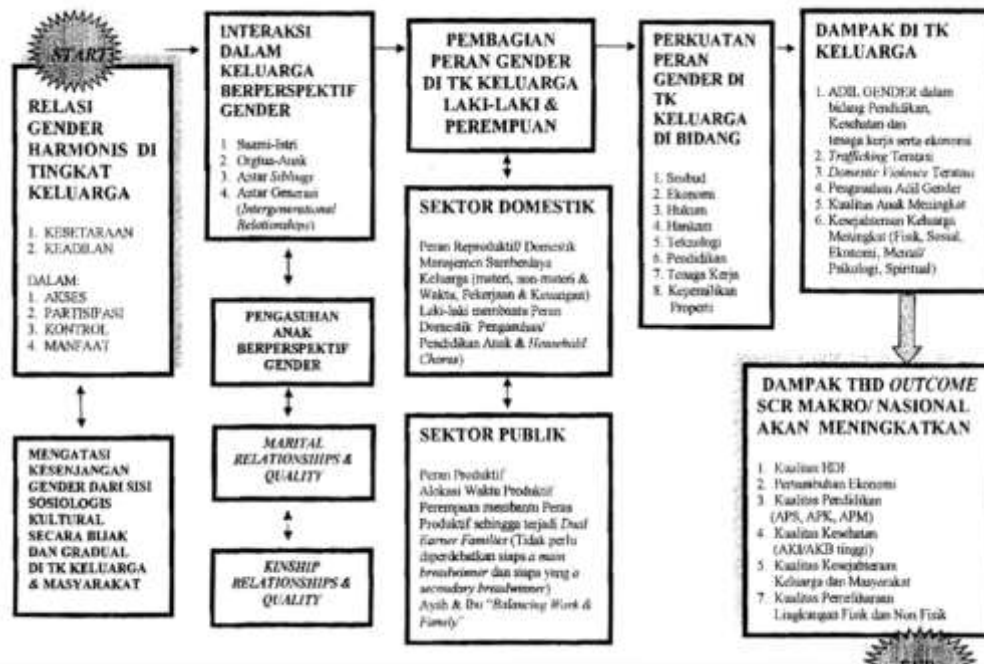 START
RELASI
GENDER
HARMONIS DI
TINGKAT
KELUARGA
1. KESETARAAN
2. KEADILAN
DALAM:
1. AKSES
2. PARTISIPASI
3. KONTROL
4. MANFAAT
MENGATASI
KESENJANGAN
GENDER DARI SISI
SOSIOLOGIS
KULTURAL
SECARA BIJAK
DAN GRADUAL
DI TK KELUARGA
& MASYARAKAT
INTERAKSI
DALAM
KELUARGA
BERPERSPEKTIF
GENDER
1 Suami-Istri
2 Orgtua-Anak
3 Antar Siblings
4 Antar Generasi
(Intergenerational
Relationships)
PENGASUHAN
ANAK
BERPERSPEKTIF
GENDER
MARITAL
RELATIONSHIPS &
QUALITY
KINSHIP
RELATIONSHIPS &
QUALITY
PEMBAGIAN
PERAN GENDER
DI TK KELUARGA
LAKI-LAKI &
PEREMPUAN
SEKTOR DOMESTIK
Peran Reproduktif/ Domestik
Manajemen Sumberdaya
Keluarga (materi, non-materi &
Waktu, Pekerjaan & Keuangan)
Laki-laki membantu Peran
Domestik Pengasuhan/
Pendidikan Anak & Household
Chorus)
SEKTOR PUBLIK
Peran Produktif
Alokasi Waktu Produktif
Perempuan membantu Peran
Produktif sehingga terjadi Dual
Earner Families (Tidak perlu
diperdebatkan siapa a main
breadwinner dan siapa yang a
secondary breadwinner)
Ayah & Ibu "Balancing Work &
Family"
PERKUATAN
PERAN
GENDER DI
TK
KELUARGA
DI BIDANG
1. Sosbud
2. Ekonomi
3. Hukum
4. Hankam
5. Teknologi
6. Pendidikan
7. Tenaga Kerja
8. Kepemilikan
Properti
DAMPAK DI TK
KELUARGA
1. ADIL GENDER dalam
bidang Pendidikan,
Kesehatan dan
tenaga kerja serta ekonomi
2. Trafficking Teratasi
3. Domestic Violence Teratasi
4. Pengasuhan Adil Gender
5. Kualitas Anak Meningkat
6. Kesejahteraan Keluarga
Meningkat (Fisik, Sosial,
Ekonomi, Mental/
Psikologi, Spiritual)
DAMPAK THD OUTCOME
SCR MAKRO/ NASIONAL
AKAN MENINGKATKAN
1. Kualitas HDI
2. Pertumbuhan Ekonomi
3 Kualitas Pendidikan
(APS, APK, APM)
4 Kualitas Kesehatan
(AKI/AKB tinggi)
5 Kualitas Kesejahteraan
Keluarga dan Masyarakat
7. Kualitas Pemeliharaan
Lingkungan Fisik dan Non Fisik